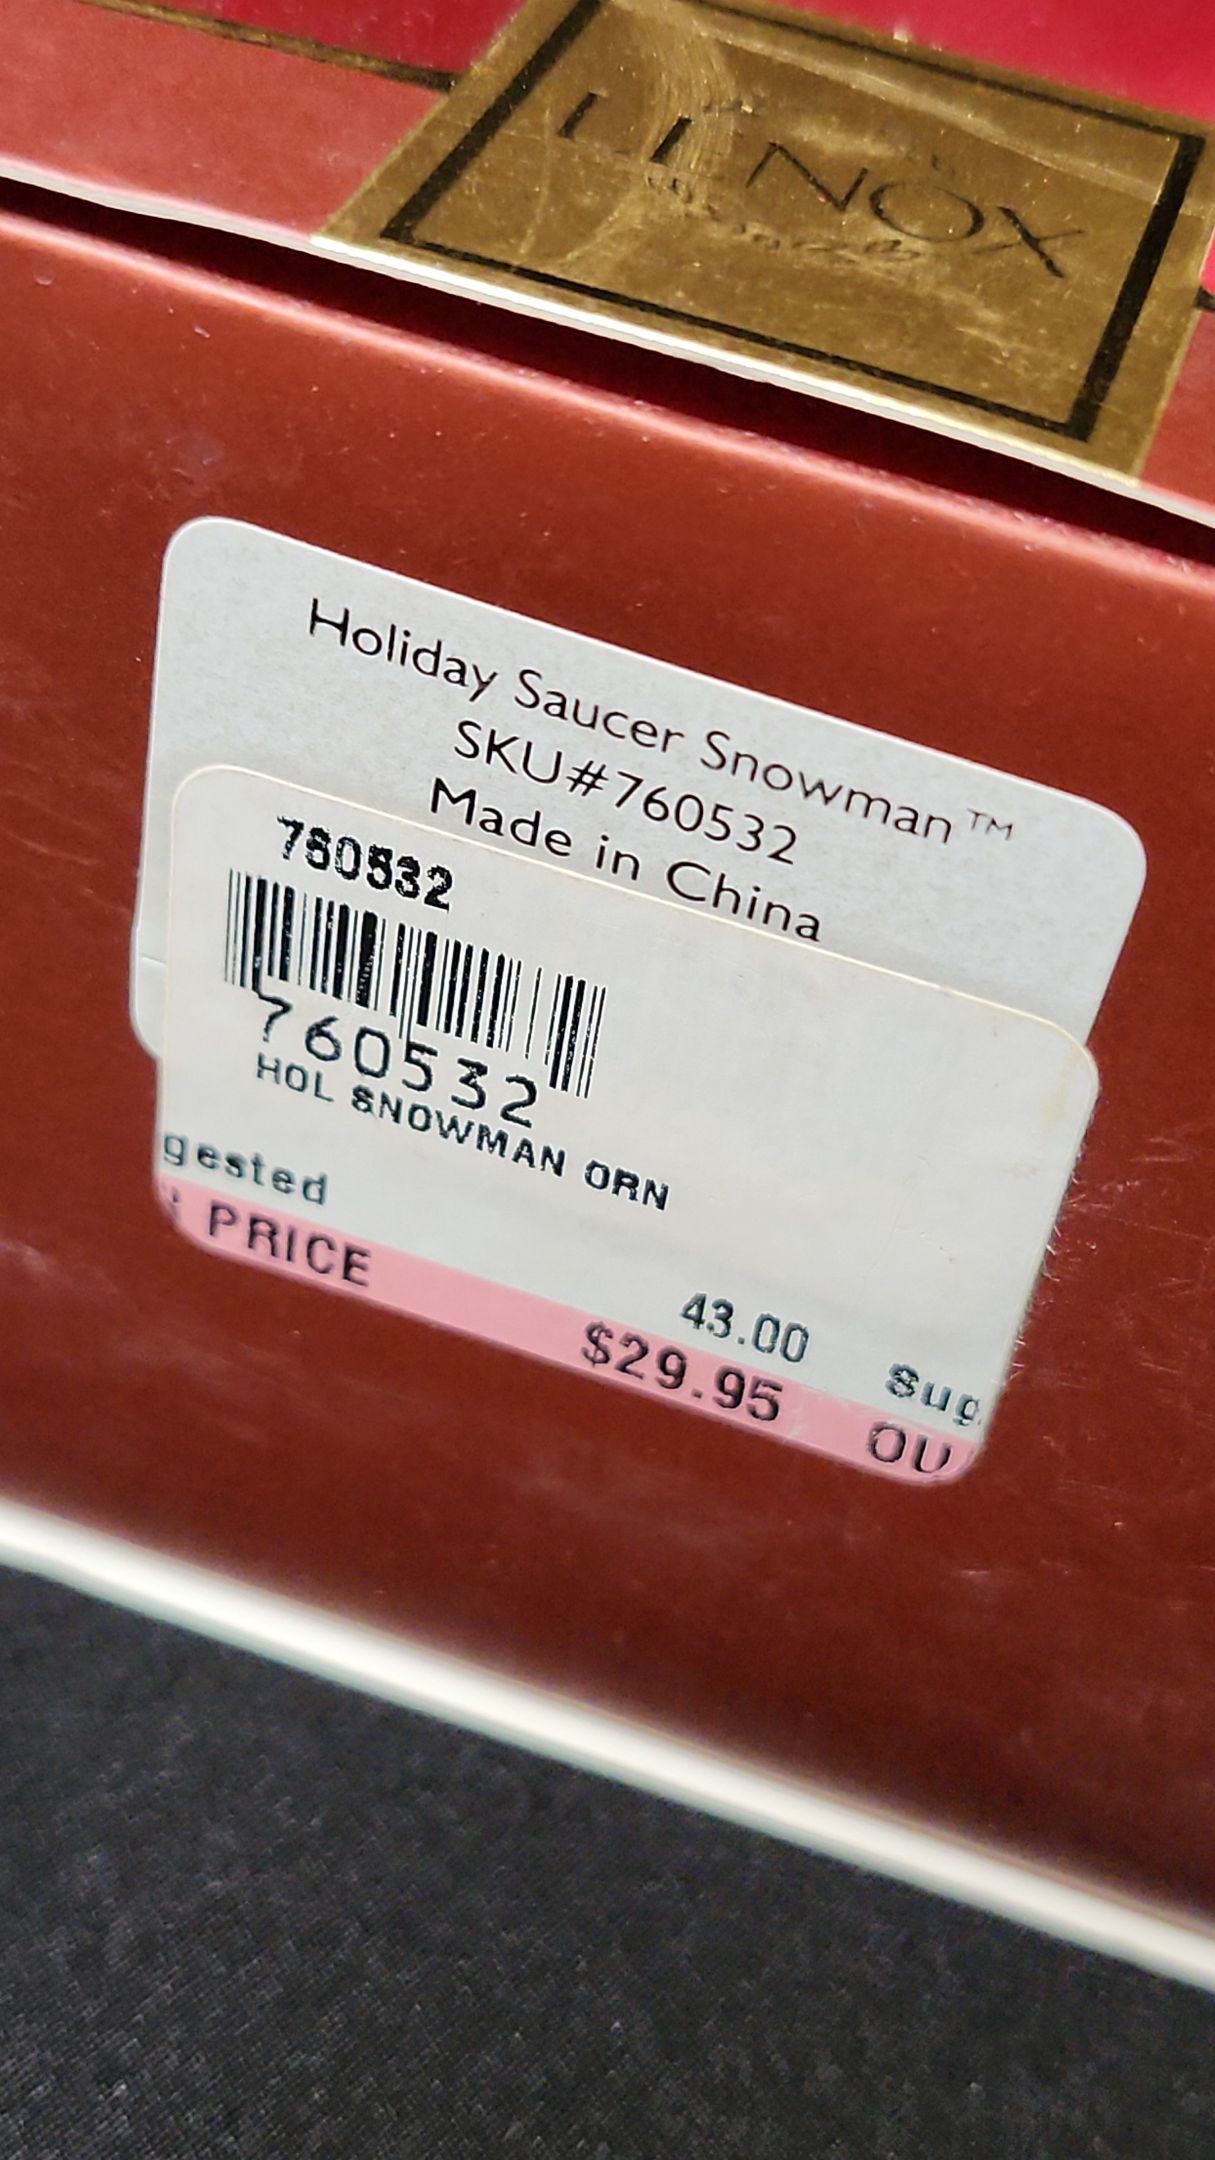 LENOX
Holiday Saucer Snowman™
SKU#760532
Made in China
760532
760532
HOL SNOWMAN ORN
gested 43.00 Sug
PRICE $29.95 OU